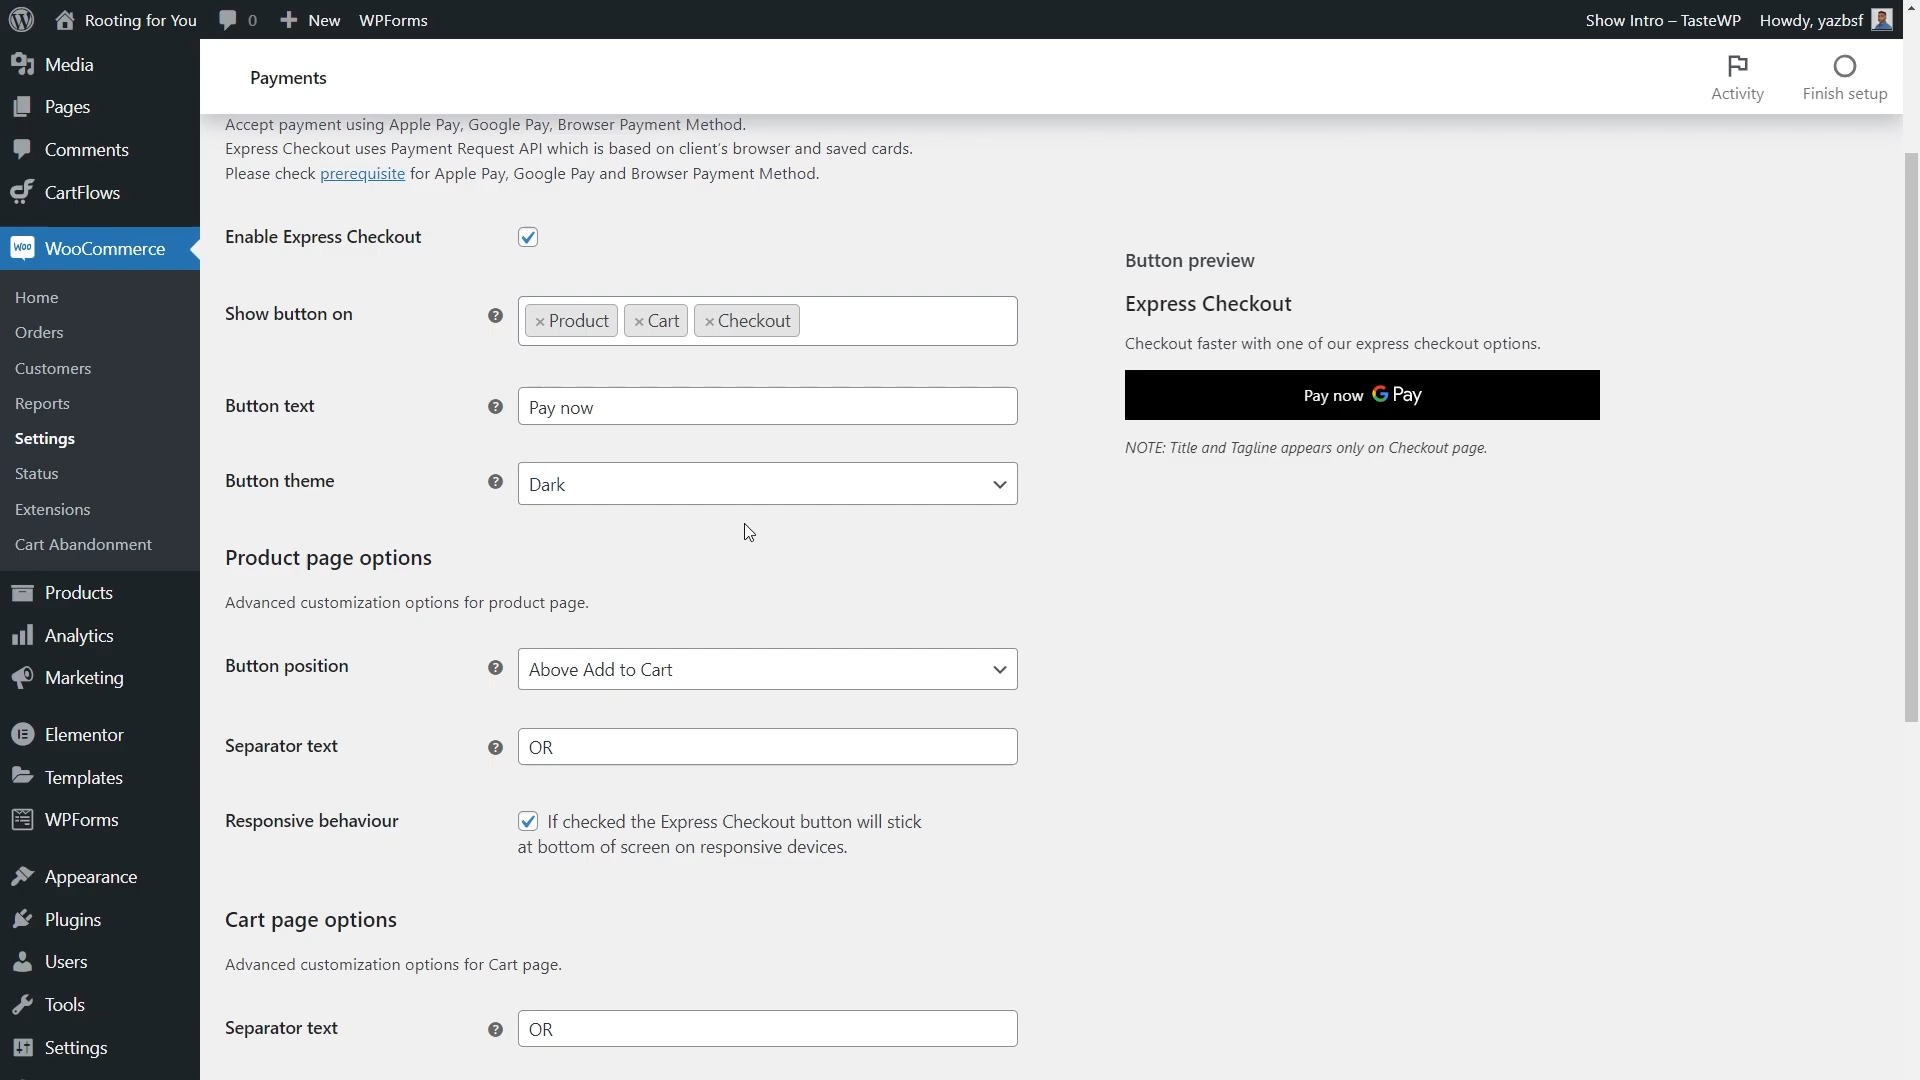 Rooting for You
0
New
WPForms
Show Intro – TasteWP
Howdy, yazbsf
Media
Pages
Comments
CartFlows
Woo
WooCommerce
Home
Orders
Customers
Reports
Settings
Status
Extensions
Cart Abandonment
Products
Analytics
Marketing
Elementor
Templates
WPForms
Appearance
Plugins
Users
Tools
Settings
Payments
Activity
Finish setup
Accept payment using Apple Pay, Google Pay, Browser Payment Method.
Express Checkout uses Payment Request API which is based on client's browser and saved cards.
Please check prerequisite for Apple Pay, Google Pay and Browser Payment Method.
Enable Express Checkout
Show button on
? × Product × Cart × Checkout
Button text
? Pay now
Button theme
? Dark
Product page options
Advanced customization options for product page.
Button position
? Above Add to Cart
Separator text
? OR
Responsive behaviour
If checked the Express Checkout button will stick
at bottom of screen on responsive devices.
Cart page options
Advanced customization options for Cart page.
Separator text
? OR
Button preview
Express Checkout
Checkout faster with one of our express checkout options.
Pay now G Pay
NOTE: Title and Tagline appears only on Checkout page.